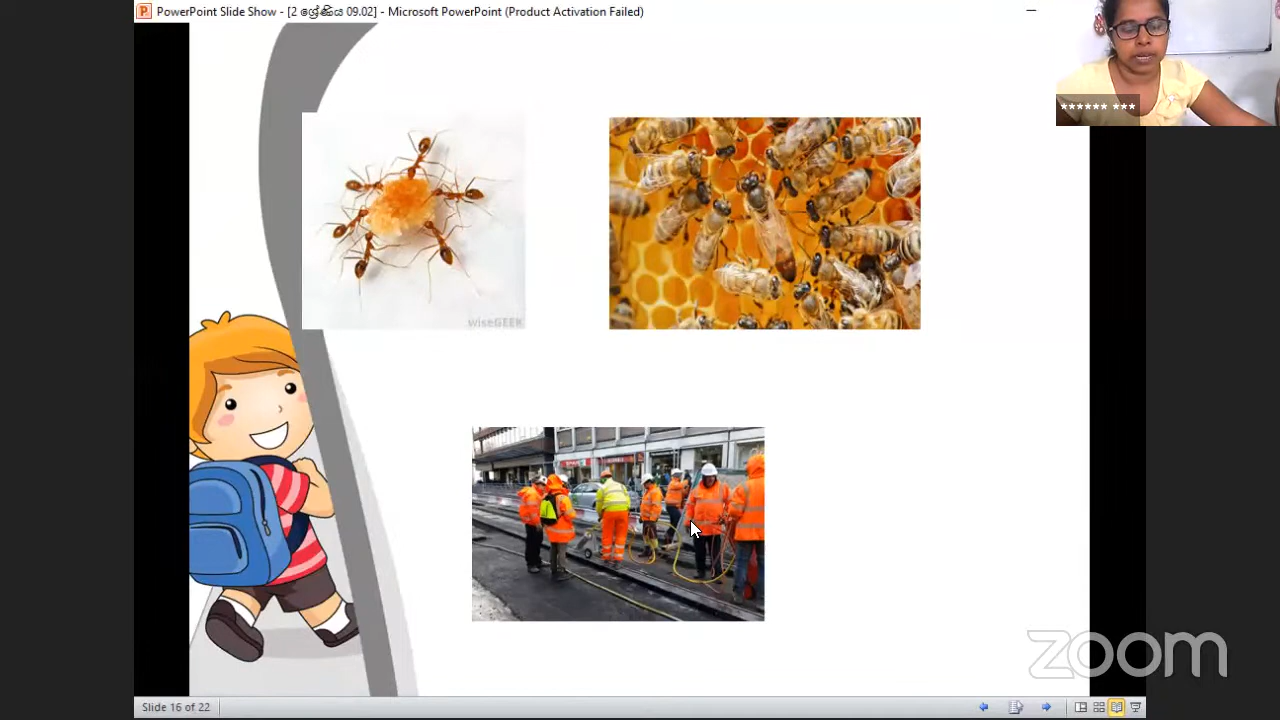 PowerPoint Slide Show - [2 ශ්‍රේණිය 09.02] - Microsoft PowerPoint (Product Activation Failed)
****** ***
wiseGEEK
zoom
Slide 16 of 22